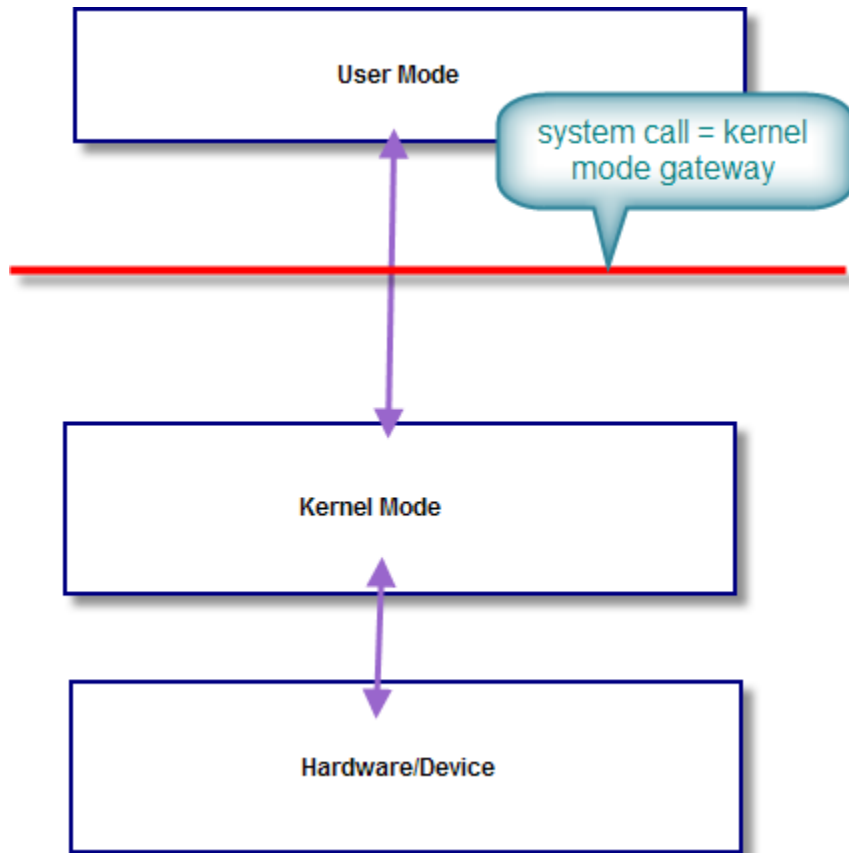 User Mode
system call = kernel
mode gateway
Kernel Mode
Hardware/Device